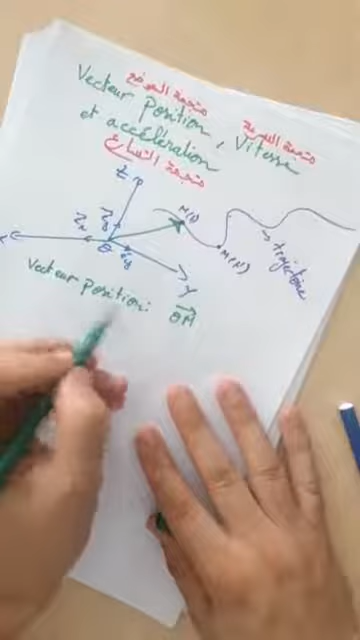 متجهة الموضع
Vecteur Position, Vitesse
متجهة السرعة
et accélération
متجهة التسارع
Z
M(t)
M(t')
trajectoire
O
Y
Vecteur position: OM